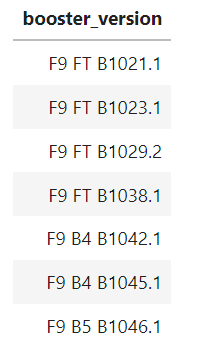 booster_version
F9 FT B1021.1
F9 FT B1023.1
F9 FT B1029.2
F9 FT B1038.1
F9 B4 B1042.1
F9 B4 B1045.1
F9 B5 B1046.1